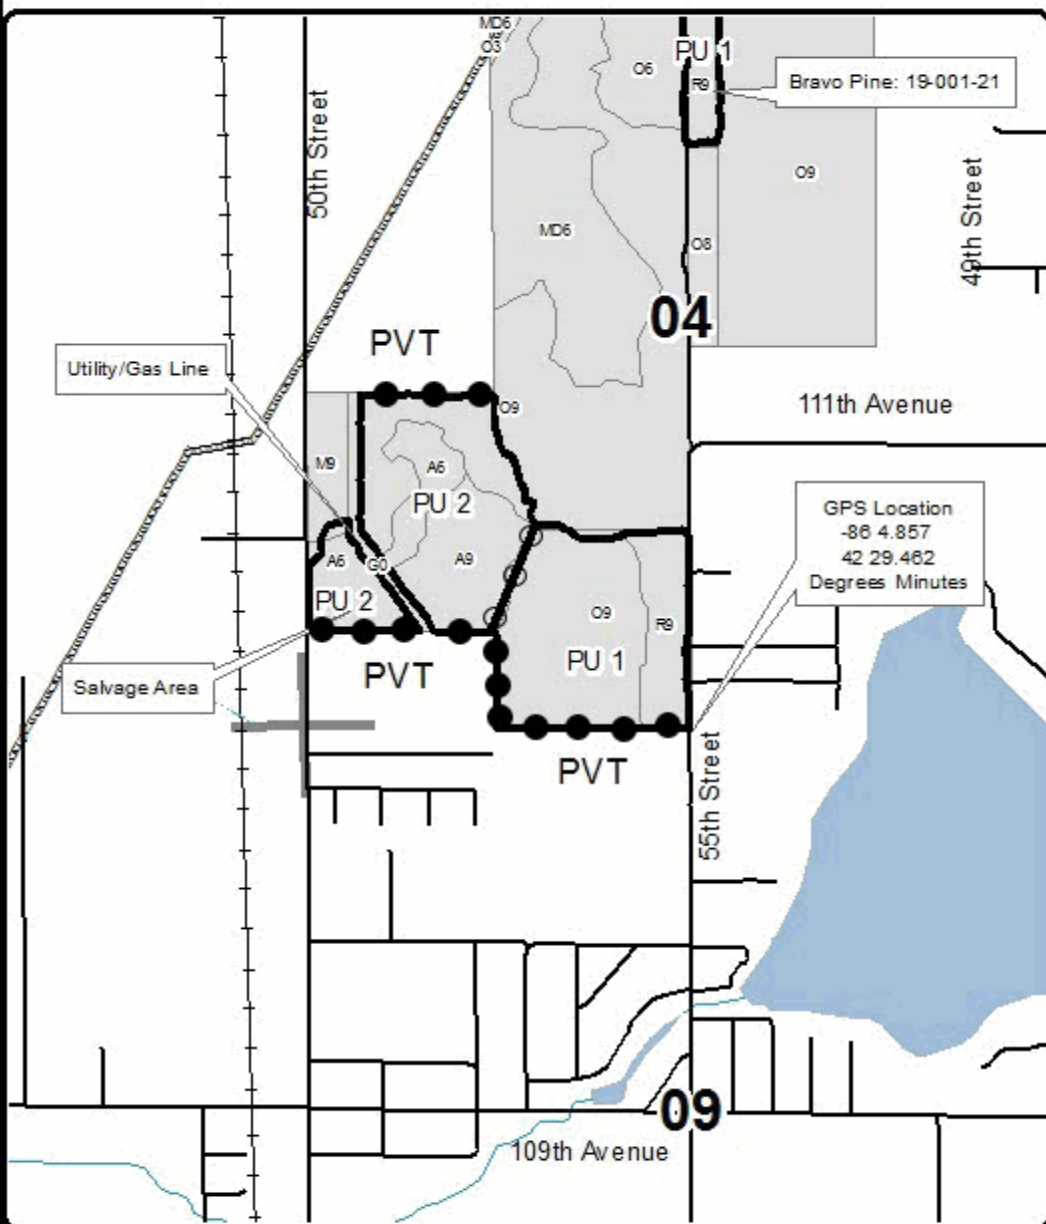 MD6
O3
PU 1
O6
R9
Bravo Pine: 19-001-21
50th Street
O9
49th Street
MD6
O8
04
PVT
Utility/Gas Line
O9
111th Avenue
M9
A6
PU 2
GPS Location
-86 4.857
42 29.462
Degrees Minutes
A6
G0
A9
PU 2
O9
R9
PU 1
PVT
Salvage Area
PVT
55th Street
09
109th Avenue